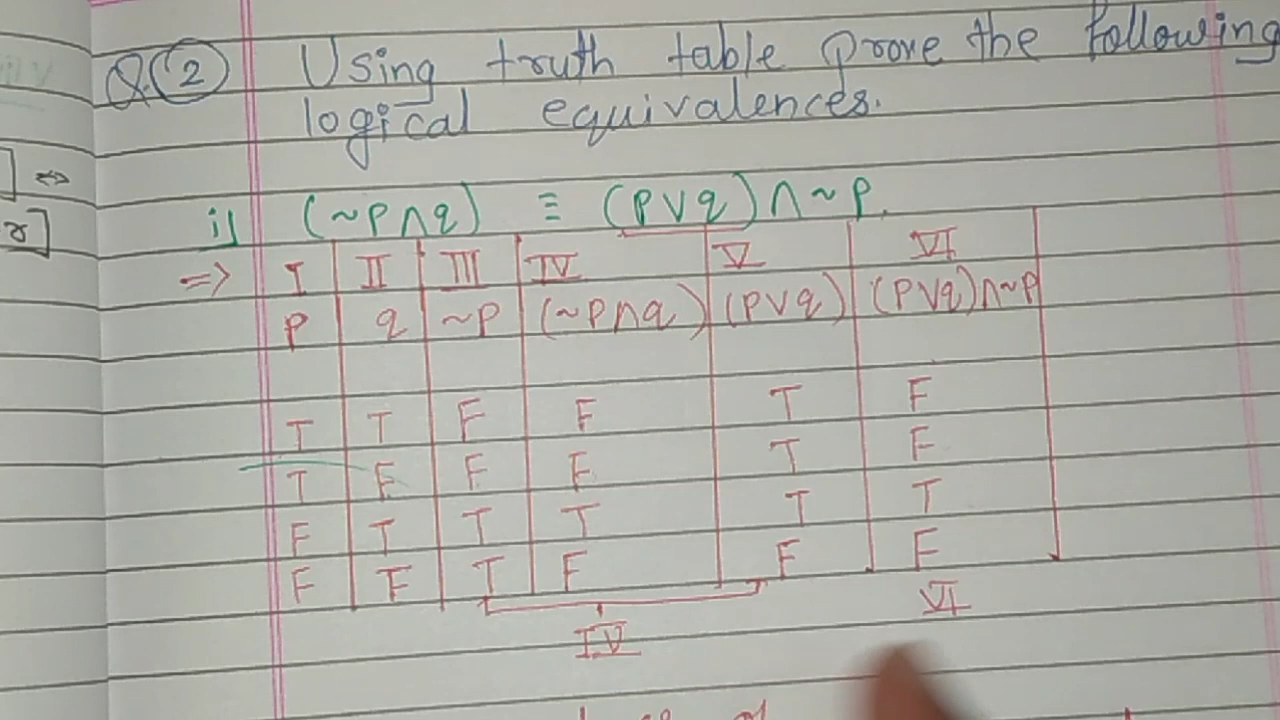 Q.② Using truth table prove the following
logical equivalences.
] ⇔
r]
i] (~p∧q) ≡ (p∨q)∧~p.
=> I II III IV V VI
p q ~p (~p∧q) (p∨q) (p∨q)∧~p
T T F F T F
T F F F T F
F T T T T T
F F T F F F
IV VI